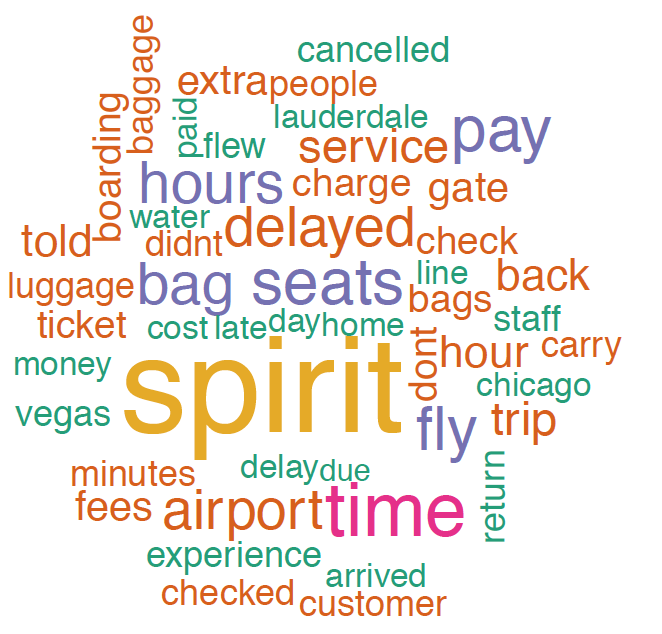 cancelled
baggage
extra people
boarding
paid
lauderdale
flew
service
pay
hours
charge
gate
water
told
didnt
delayed
check
luggage
bag
seats
line
back
bags
ticket
cost
late
day
home
staff
money
spirit
dont
hour
carry
chicago
vegas
fly
trip
minutes
delay
due
return
fees
airport
time
experience
arrived
checked
customer